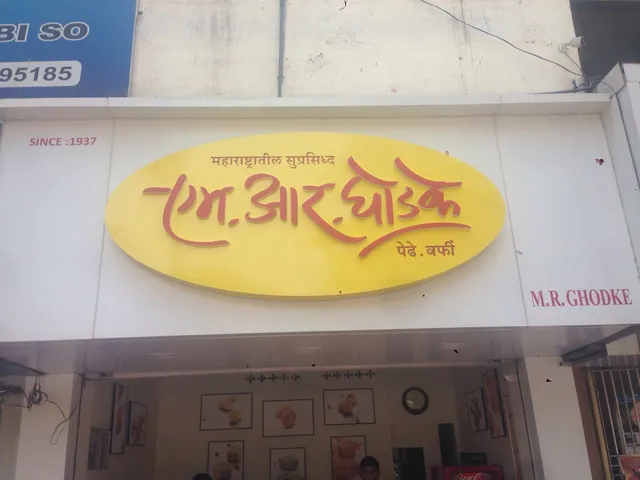 BI SO
95185
SINCE :1937
महाराष्ट्रातील सुप्रसिध्द
एम. आर. घोडके
पेढे . बर्फी
M.R. GHODKE